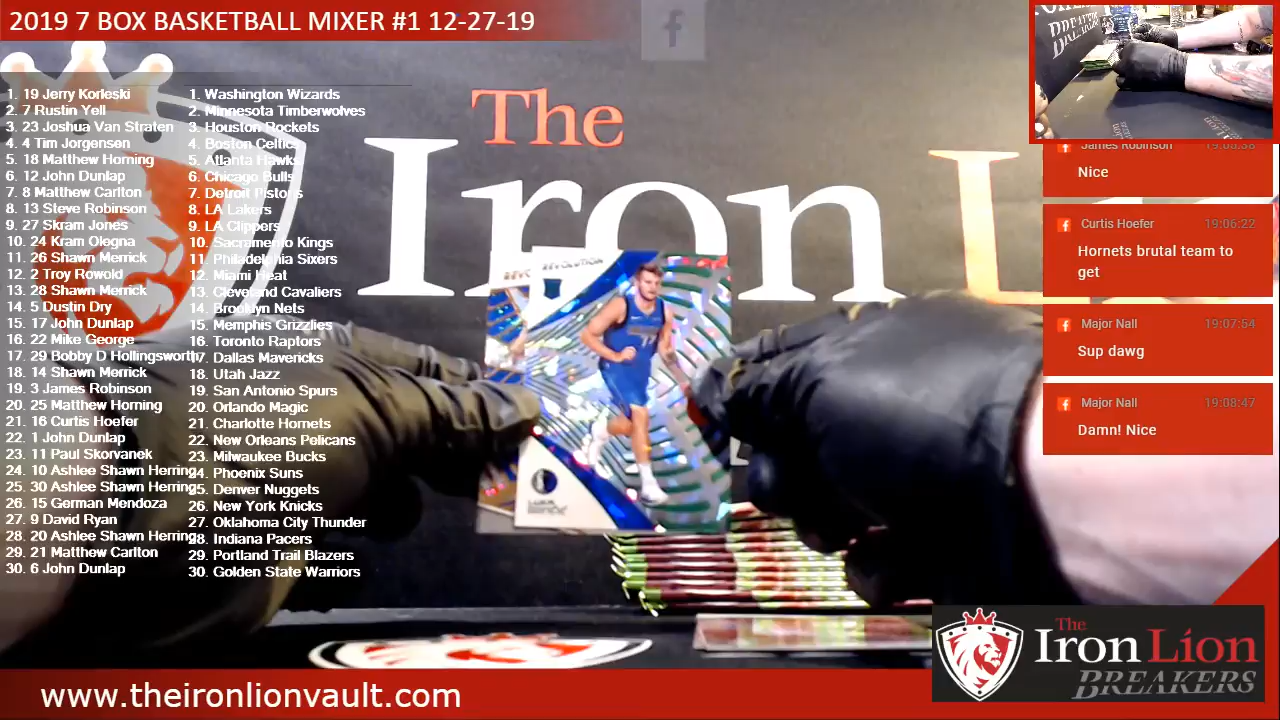 2019 7 BOX BASKETBALL MIXER #1 12-27-19
1. 19 Jerry Korleski
2. 7 Rustin Yell
3. 23 Joshua Van Straten
4. 4 Tim Jorgensen
5. 18 Matthew Horning
6. 12 John Dunlap
7. 8 Matthew Carlton
8. 13 Steve Robinson
9. 27 Skram Jones
10. 24 Kram Olegna
11. 26 Shawn Merrick
12. 2 Troy Rowold
13. 28 Shawn Merrick
14. 5 Dustin Dry
15. 17 John Dunlap
16. 22 Mike George
17. 29 Bobby D Hollingsworth
18. 14 Shawn Merrick
19. 3 James Robinson
20. 25 Matthew Horning
21. 16 Curtis Hoefer
22. 1 John Dunlap
23. 11 Paul Skorvanek
24. 10 Ashlee Shawn Herring
25. 30 Ashlee Shawn Herring
26. 15 German Mendoza
27. 9 David Ryan
28. 20 Ashlee Shawn Herring
29. 21 Matthew Carlton
30. 6 John Dunlap
1. Washington Wizards
2. Minnesota Timberwolves
3. Houston Rockets
4. Boston Celtics
5. Atlanta Hawks
6. Chicago Bulls
7. Detroit Pistons
8. LA Lakers
9. LA Clippers
10. Sacramento Kings
11. Philadelphia Sixers
12. Miami Heat
13. Cleveland Cavaliers
14. Brooklyn Nets
15. Memphis Grizzlies
16. Toronto Raptors
17. Dallas Mavericks
18. Utah Jazz
19. San Antonio Spurs
20. Orlando Magic
21. Charlotte Hornets
22. New Orleans Pelicans
23. Milwaukee Bucks
24. Phoenix Suns
25. Denver Nuggets
26. New York Knicks
27. Oklahoma City Thunder
28. Indiana Pacers
29. Portland Trail Blazers
30. Golden State Warriors
The
Iron L
REVOLUTION
77
BREAKERS
James Robinson 19:05:38
Nice
Curtis Hoefer 19:06:22
Hornets brutal team to
get
Major Nall 19:07:54
Sup dawg
Major Nall 19:08:47
Damn! Nice
The
Iron Lion
BREAKERS
www.theironlionvault.com